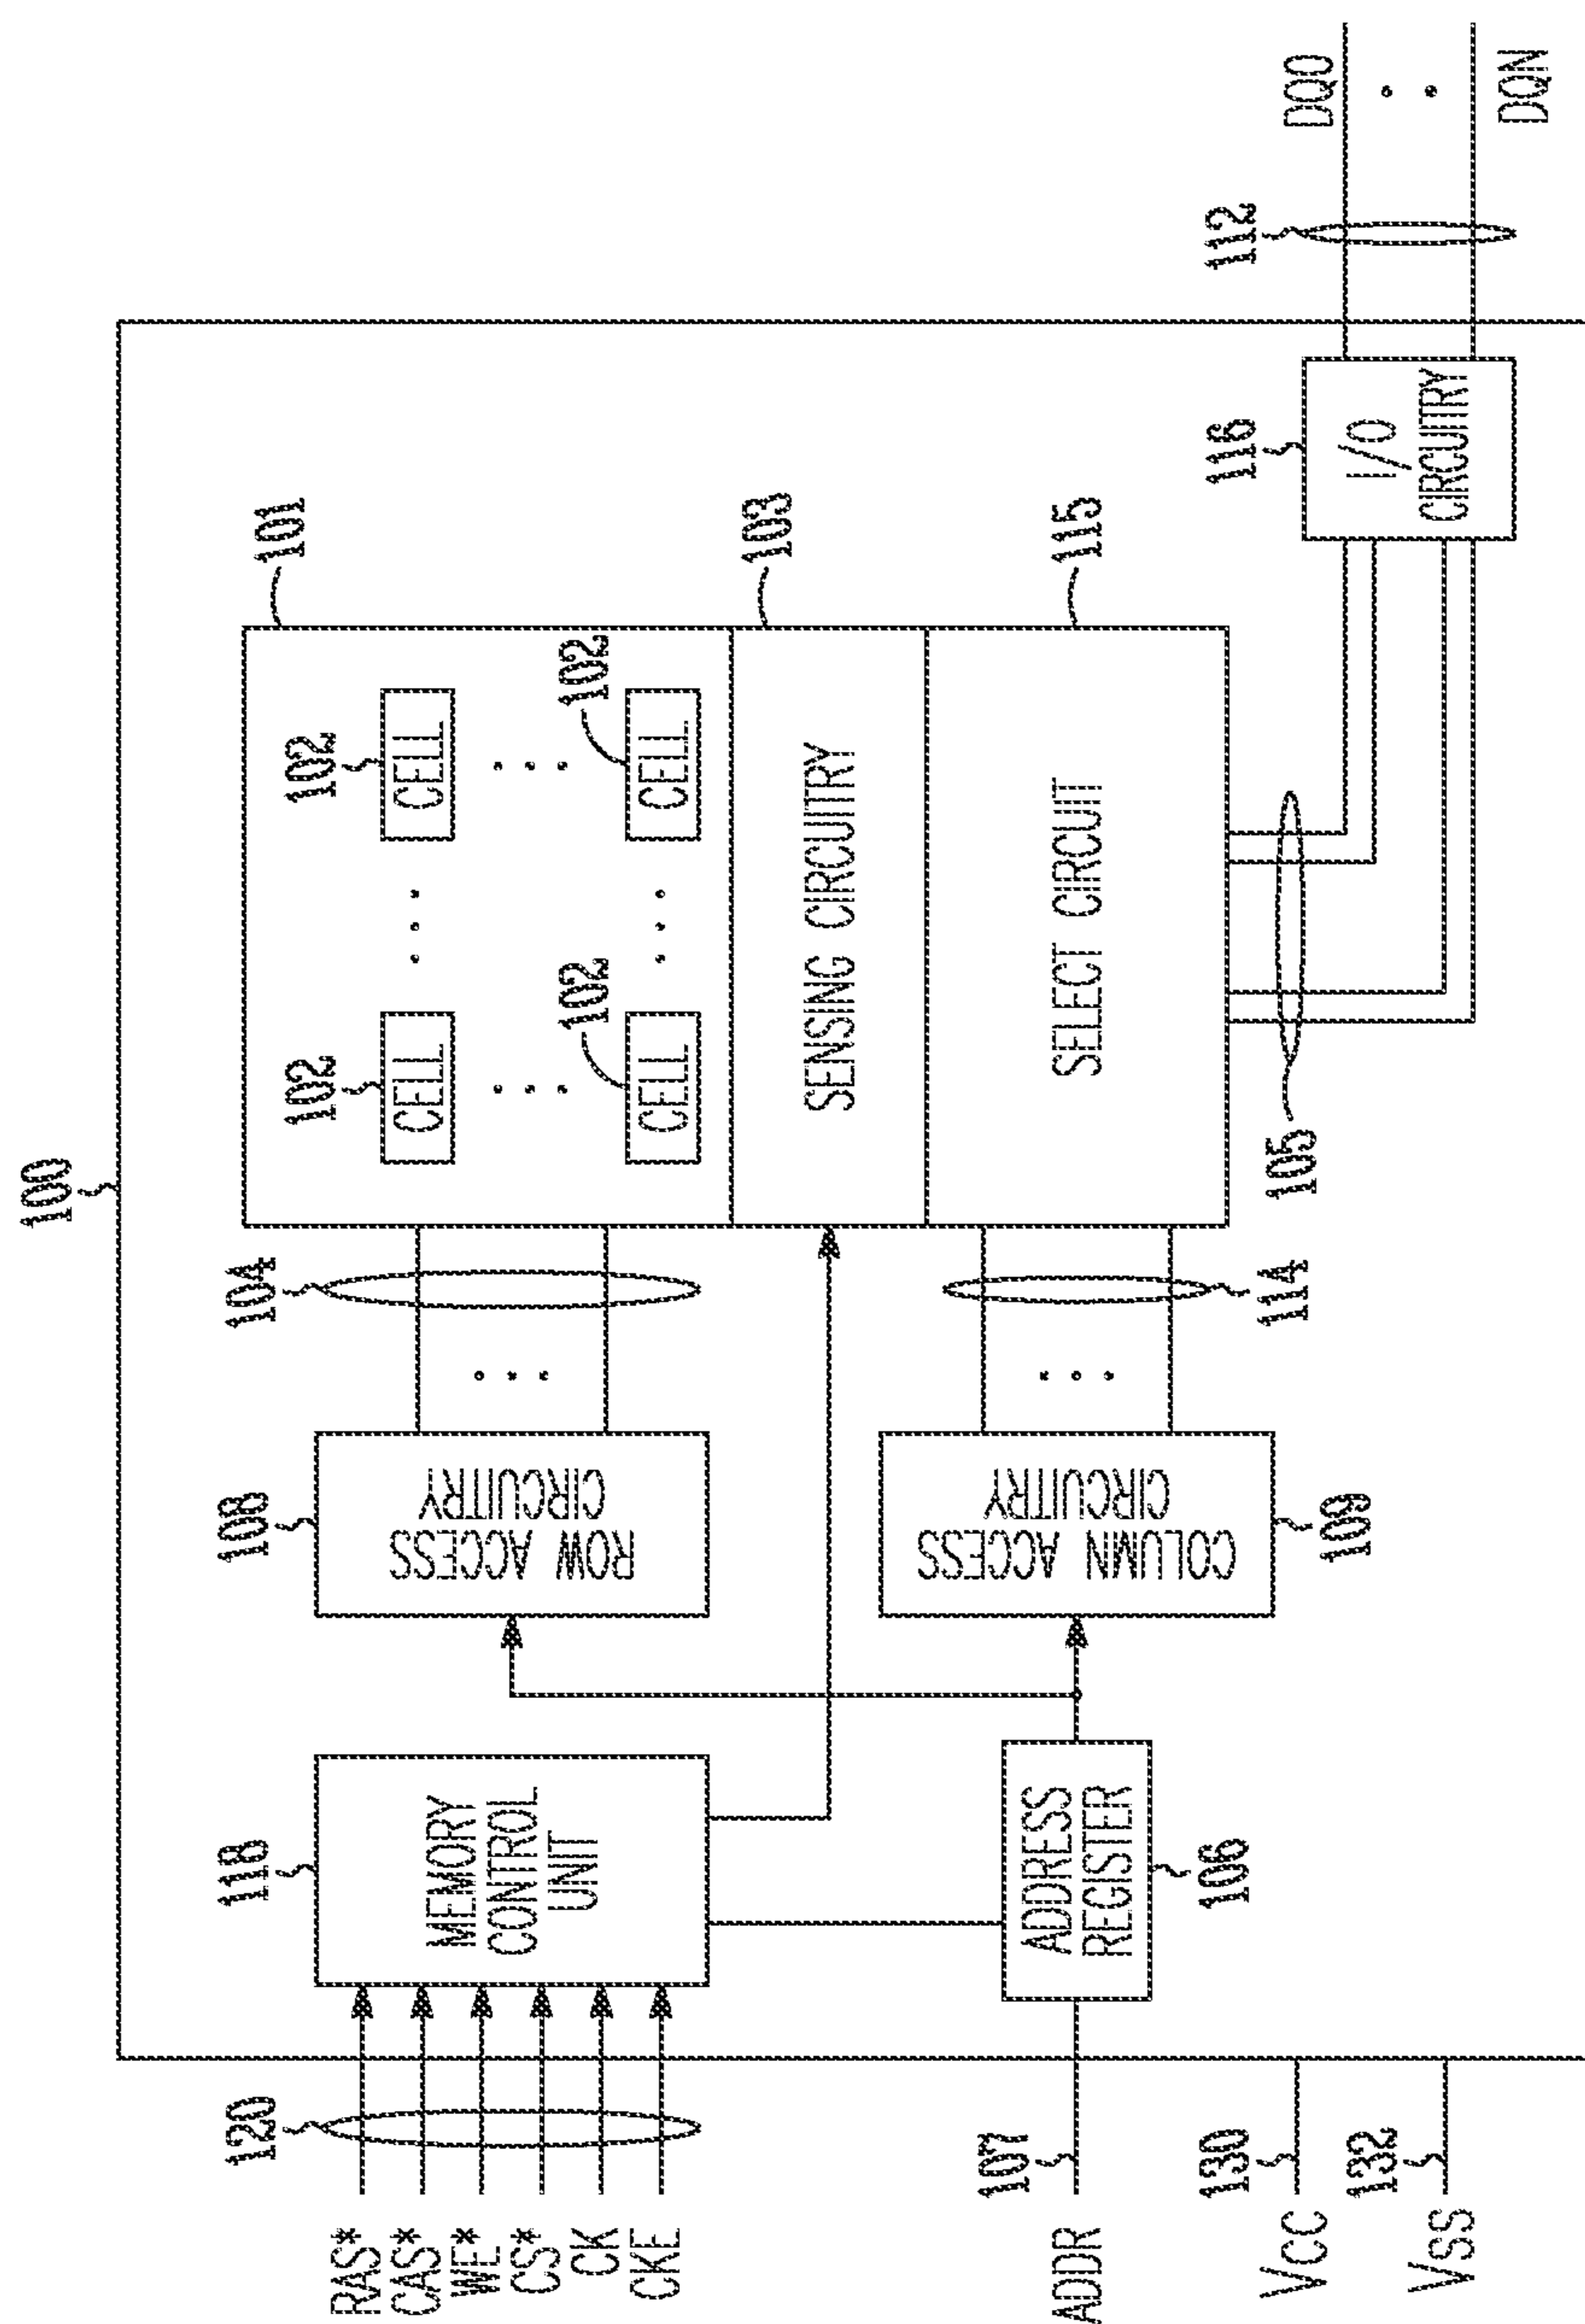 100
120
118
108
104
101
RAS*
CAS*
WE*
CS*
CK
CKE
MEMORY
CONTROL
UNIT
ROW ACCESS
CIRCUITRY
102
CELL
102
CELL
102
CELL
102
CELL
103
SENSING CIRCUITRY
115
SELECT CIRCUIT
107
ADDR
ADDRESS
REGISTER
106
COLUMN ACCESS
CIRCUITRY
109
114
105
116
I/O
CIRCUITRY
112
DQ0
DQN
130
VCC
132
VSS